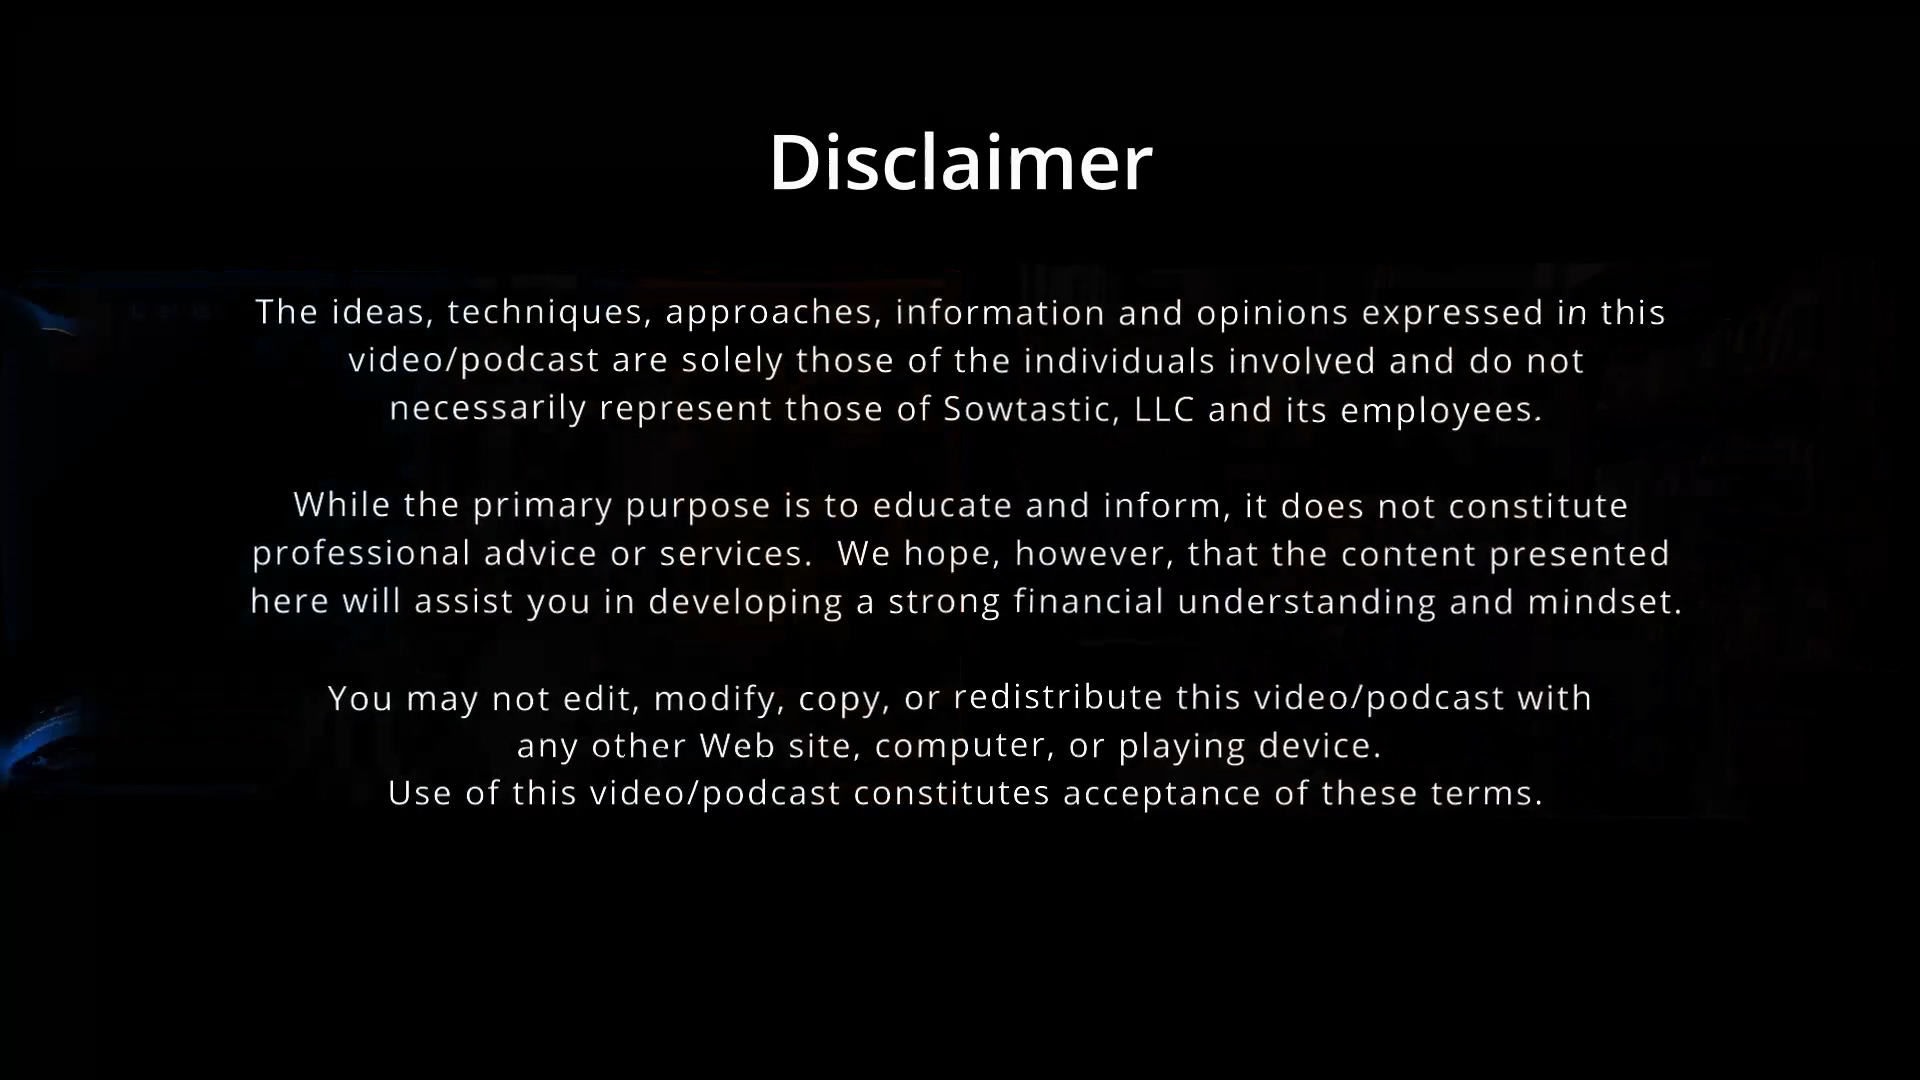 Disclaimer
The ideas, techniques, approaches, information and opinions expressed in this
video/podcast are solely those of the individuals involved and do not
necessarily represent those of Sowtastic, LLC and its employees.
While the primary purpose is to educate and inform, it does not constitute
professional advice or services.  We hope, however, that the content presented
here will assist you in developing a strong financial understanding and mindset.
You may not edit, modify, copy, or redistribute this video/podcast with
any other Web site, computer, or playing device.
Use of this video/podcast constitutes acceptance of these terms.